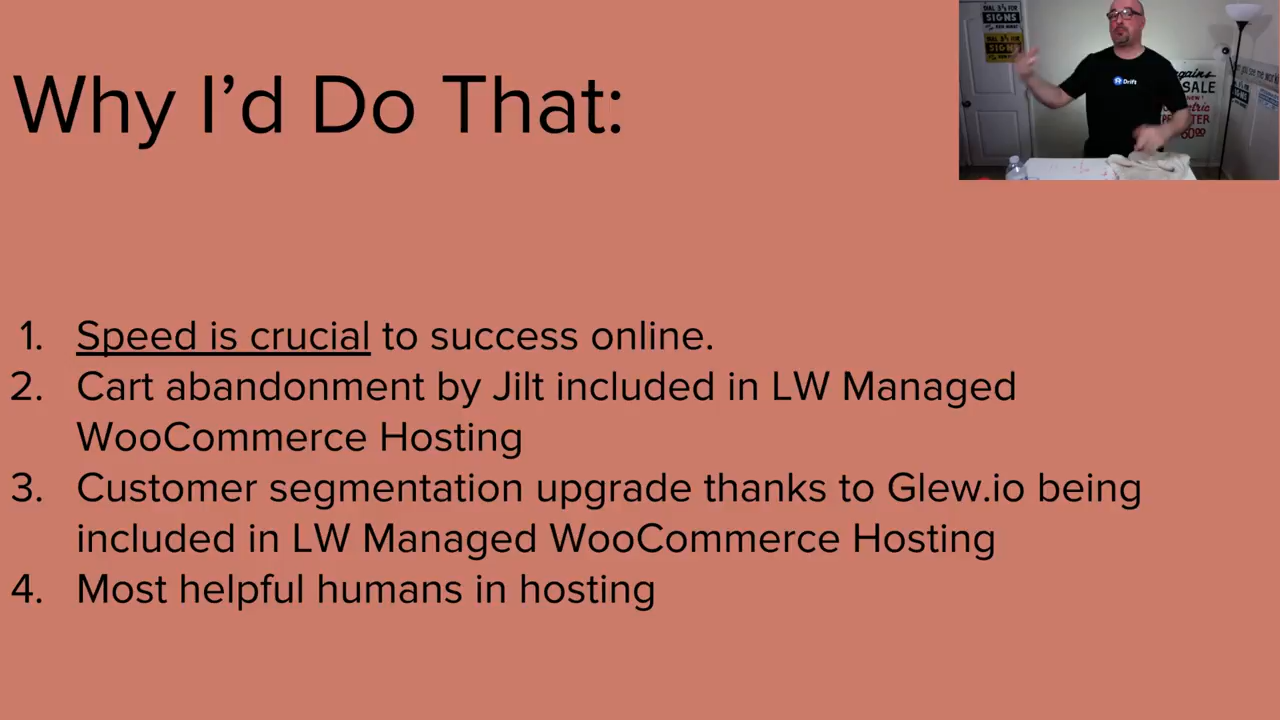 Why I’d Do That:
1. Speed is crucial to success online.
2. Cart abandonment by Jilt included in LW Managed
WooCommerce Hosting
3. Customer segmentation upgrade thanks to Glew.io being
included in LW Managed WooCommerce Hosting
4. Most helpful humans in hosting
SIGNS
SIGNS
Drift
SALE